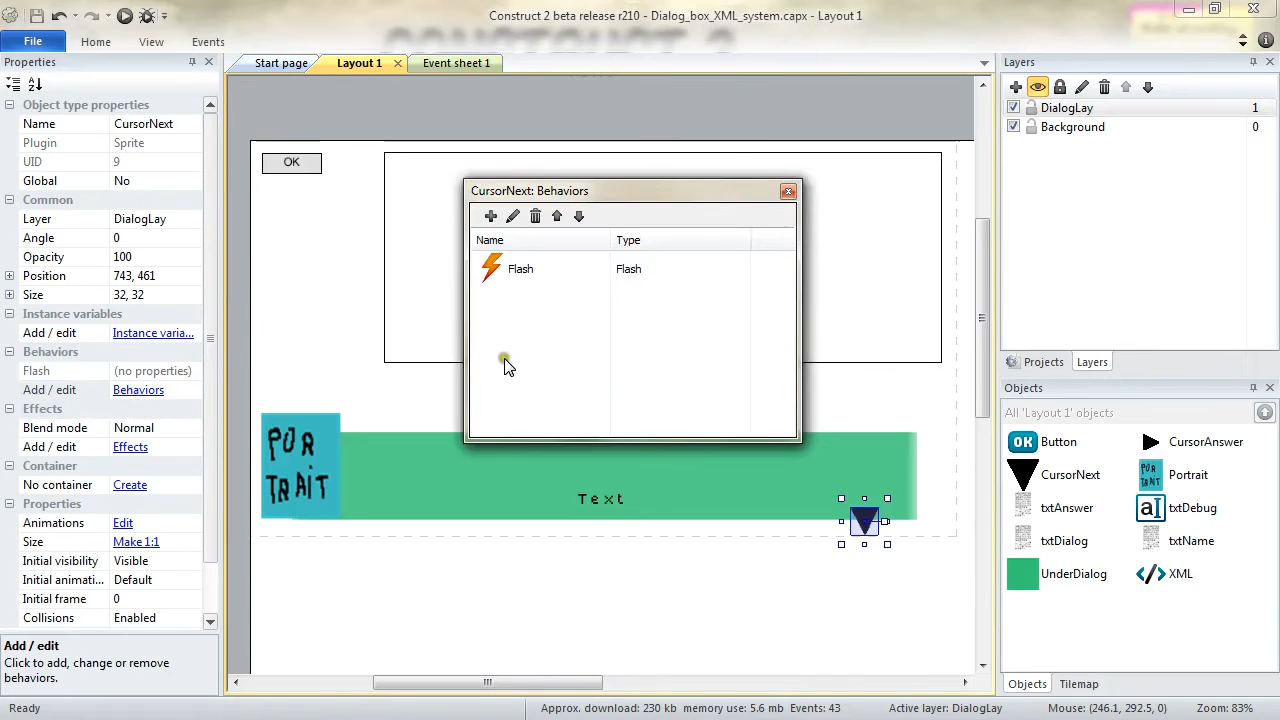 Construct 2 beta release r210 - Dialog_box_XML_system.capx - Layout 1
File
Home
View
Events
Properties
Object type properties
Name CursorNext
Plugin Sprite
UID 9
Global No
Common
Layer DialogLay
Angle 0
Opacity 100
Position 743, 461
Size 32, 32
Instance variables
Add / edit Instance varia...
Behaviors
Flash (no properties)
Add / edit Behaviors
Effects
Blend mode Normal
Add / edit Effects
Container
No container Create
Properties
Animations Edit
Size Make 1:1
Initial visibility Visible
Initial animati... Default
Initial frame 0
Collisions Enabled
Add / edit
Click to add, change or remove
behaviors.
Start page
Layout 1
Event sheet 1
OK
CursorNext: Behaviors
Name Type
Flash Flash
POR
TRAIT
Text
Layers
DialogLay 1
Background 0
Projects
Layers
Objects
All 'Layout 1' objects
OK Button
CursorAnswer
CursorNext
POR
TRAIT
Portrait
txtAnswer
aI txtDebug
txtDialog
txtName
UnderDialog
XML
Objects
Tilemap
Ready
Approx. download: 230 kb
memory use: 5.6 mb
Events: 43
Active layer: DialogLay
Mouse: (246.1, 292.5, 0)
Zoom: 83%